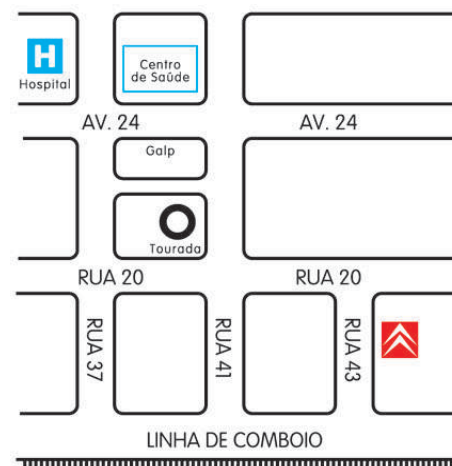 H
Hospital
Centro
de Saúde
AV. 24
AV. 24
Galp
Tourada
RUA 20
RUA 20
RUA 37
RUA 41
RUA 43
LINHA DE COMBOIO